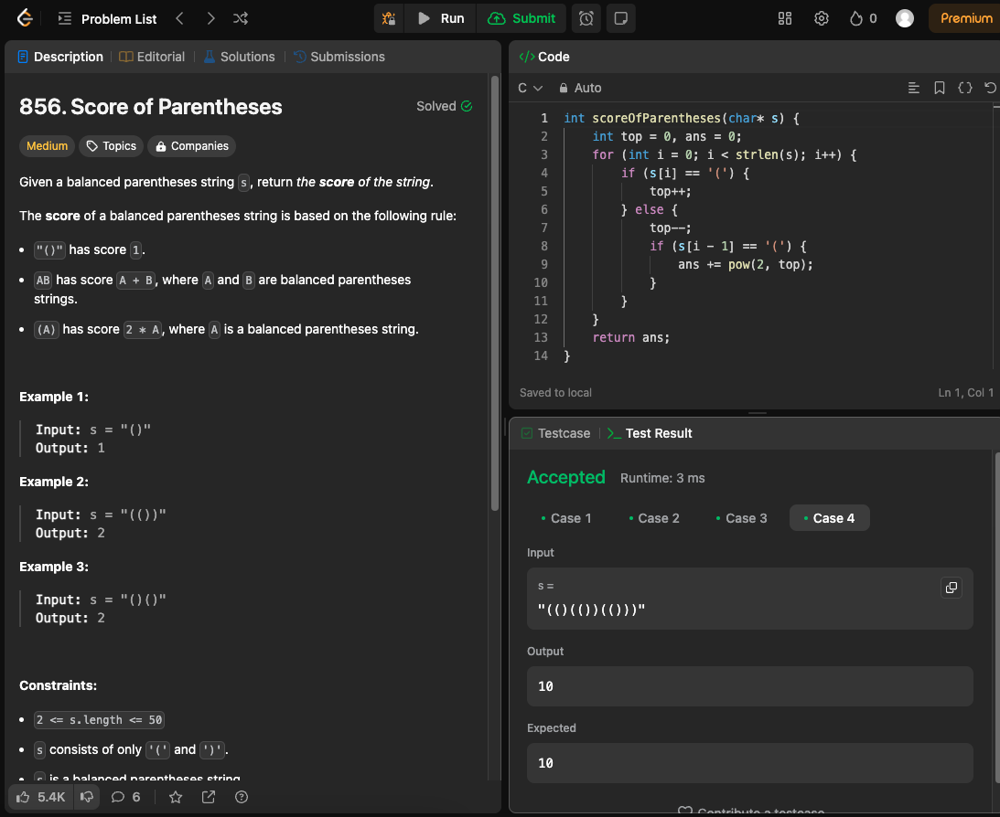 Problem List
Run
Submit
0
Premium
Description
Editorial
Solutions
Submissions
856. Score of Parentheses
Solved
Medium
Topics
Companies
Given a balanced parentheses string s, return the score of the string.
The score of a balanced parentheses string is based on the following rule:
• "()" has score 1.
• AB has score A + B, where A and B are balanced parentheses
strings.
• (A) has score 2 * A, where A is a balanced parentheses string.
Example 1:
Input: s = "()"
Output: 1
Example 2:
Input: s = "(())"
Output: 2
Example 3:
Input: s = "()()"
Output: 2
Constraints:
• 2 <= s.length <= 50
• s consists of only '(' and ')'.
• s is a balanced parentheses string
5.4K
6
</> Code
C
Auto
1 int scoreOfParentheses(char* s) {
2     int top = 0, ans = 0;
3     for (int i = 0; i < strlen(s); i++) {
4         if (s[i] == '(') {
5             top++;
6         } else {
7             top--;
8             if (s[i - 1] == '(') {
9                 ans += pow(2, top);
10             }
11         }
12     }
13     return ans;
14 }
Saved to local
Ln 1, Col 1
Testcase
>_ Test Result
Accepted
Runtime: 3 ms
• Case 1
• Case 2
• Case 3
• Case 4
Input
s =
"(()(())(()))"
Output
10
Expected
10
Contribute a testcase